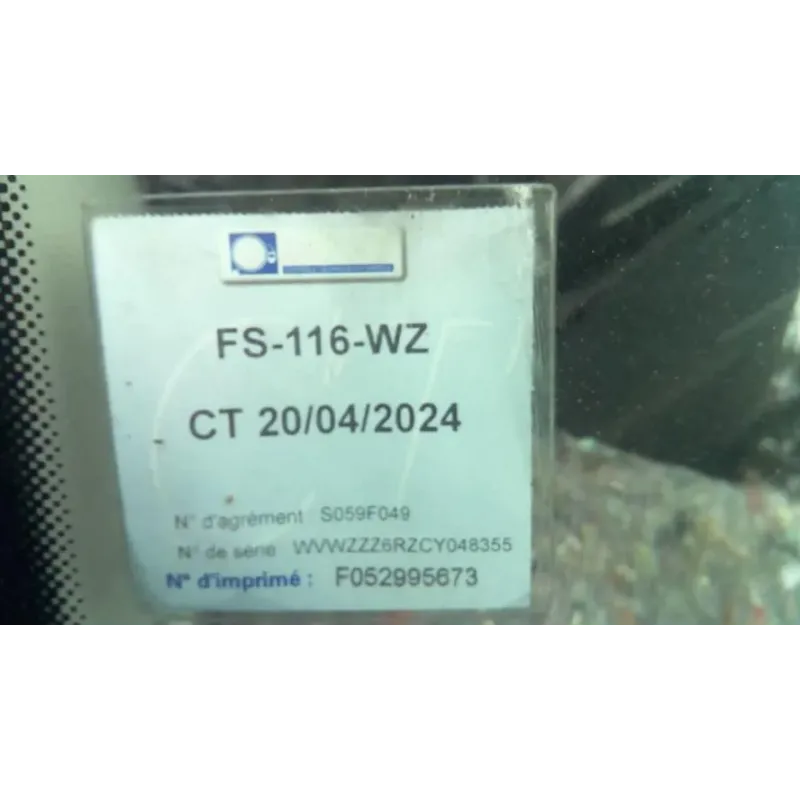 FS-116-WZ
CT 20/04/2024
N° d'agrément S059F049
N° de série WVWZZZ6RZCY048355
N° d'imprimé : F052995673